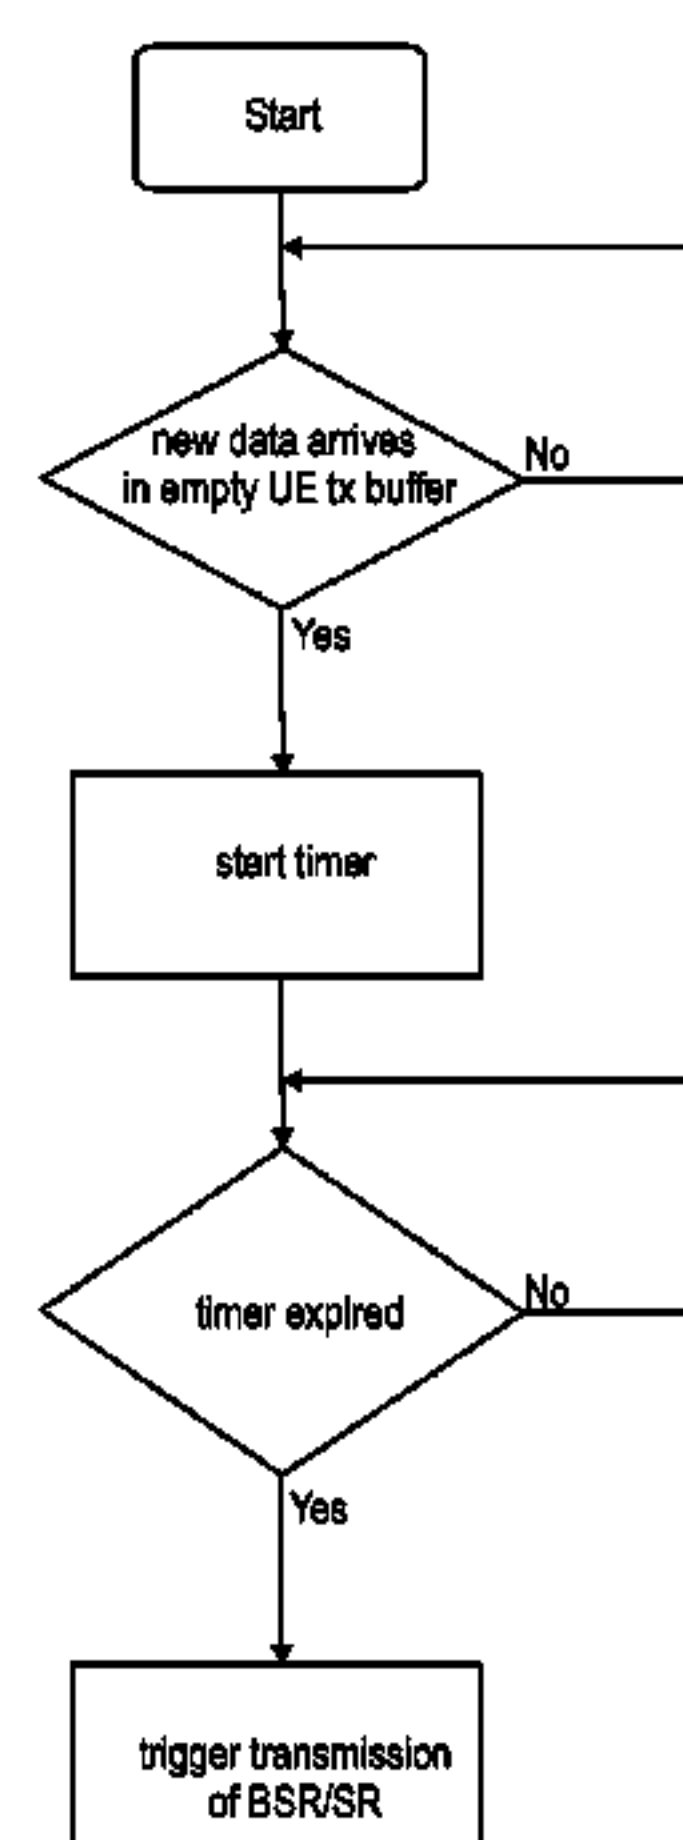 Start
new data arrives
in empty UE tx buffer
No
Yes
start timer
timer expired
No
Yes
trigger transmission
of BSR/SR